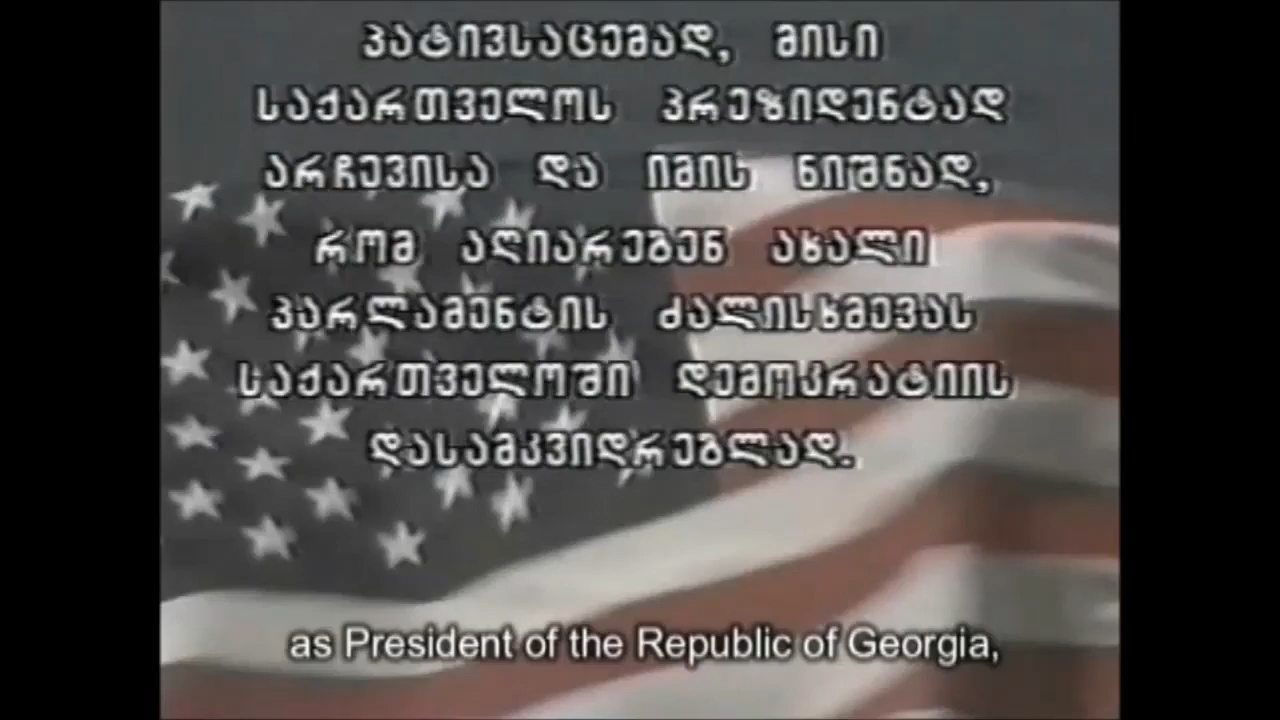 პატივსაცემად, მისი
საქართველოს პრეზიდენტად
არჩევისა და იმის ნიშნად,
რომ აღიარებენ ახალი
პარლამენტის ძალისხმევას
საქართველოში დემოკრატიის
დასამკვიდრებლად.
as President of the Republic of Georgia,